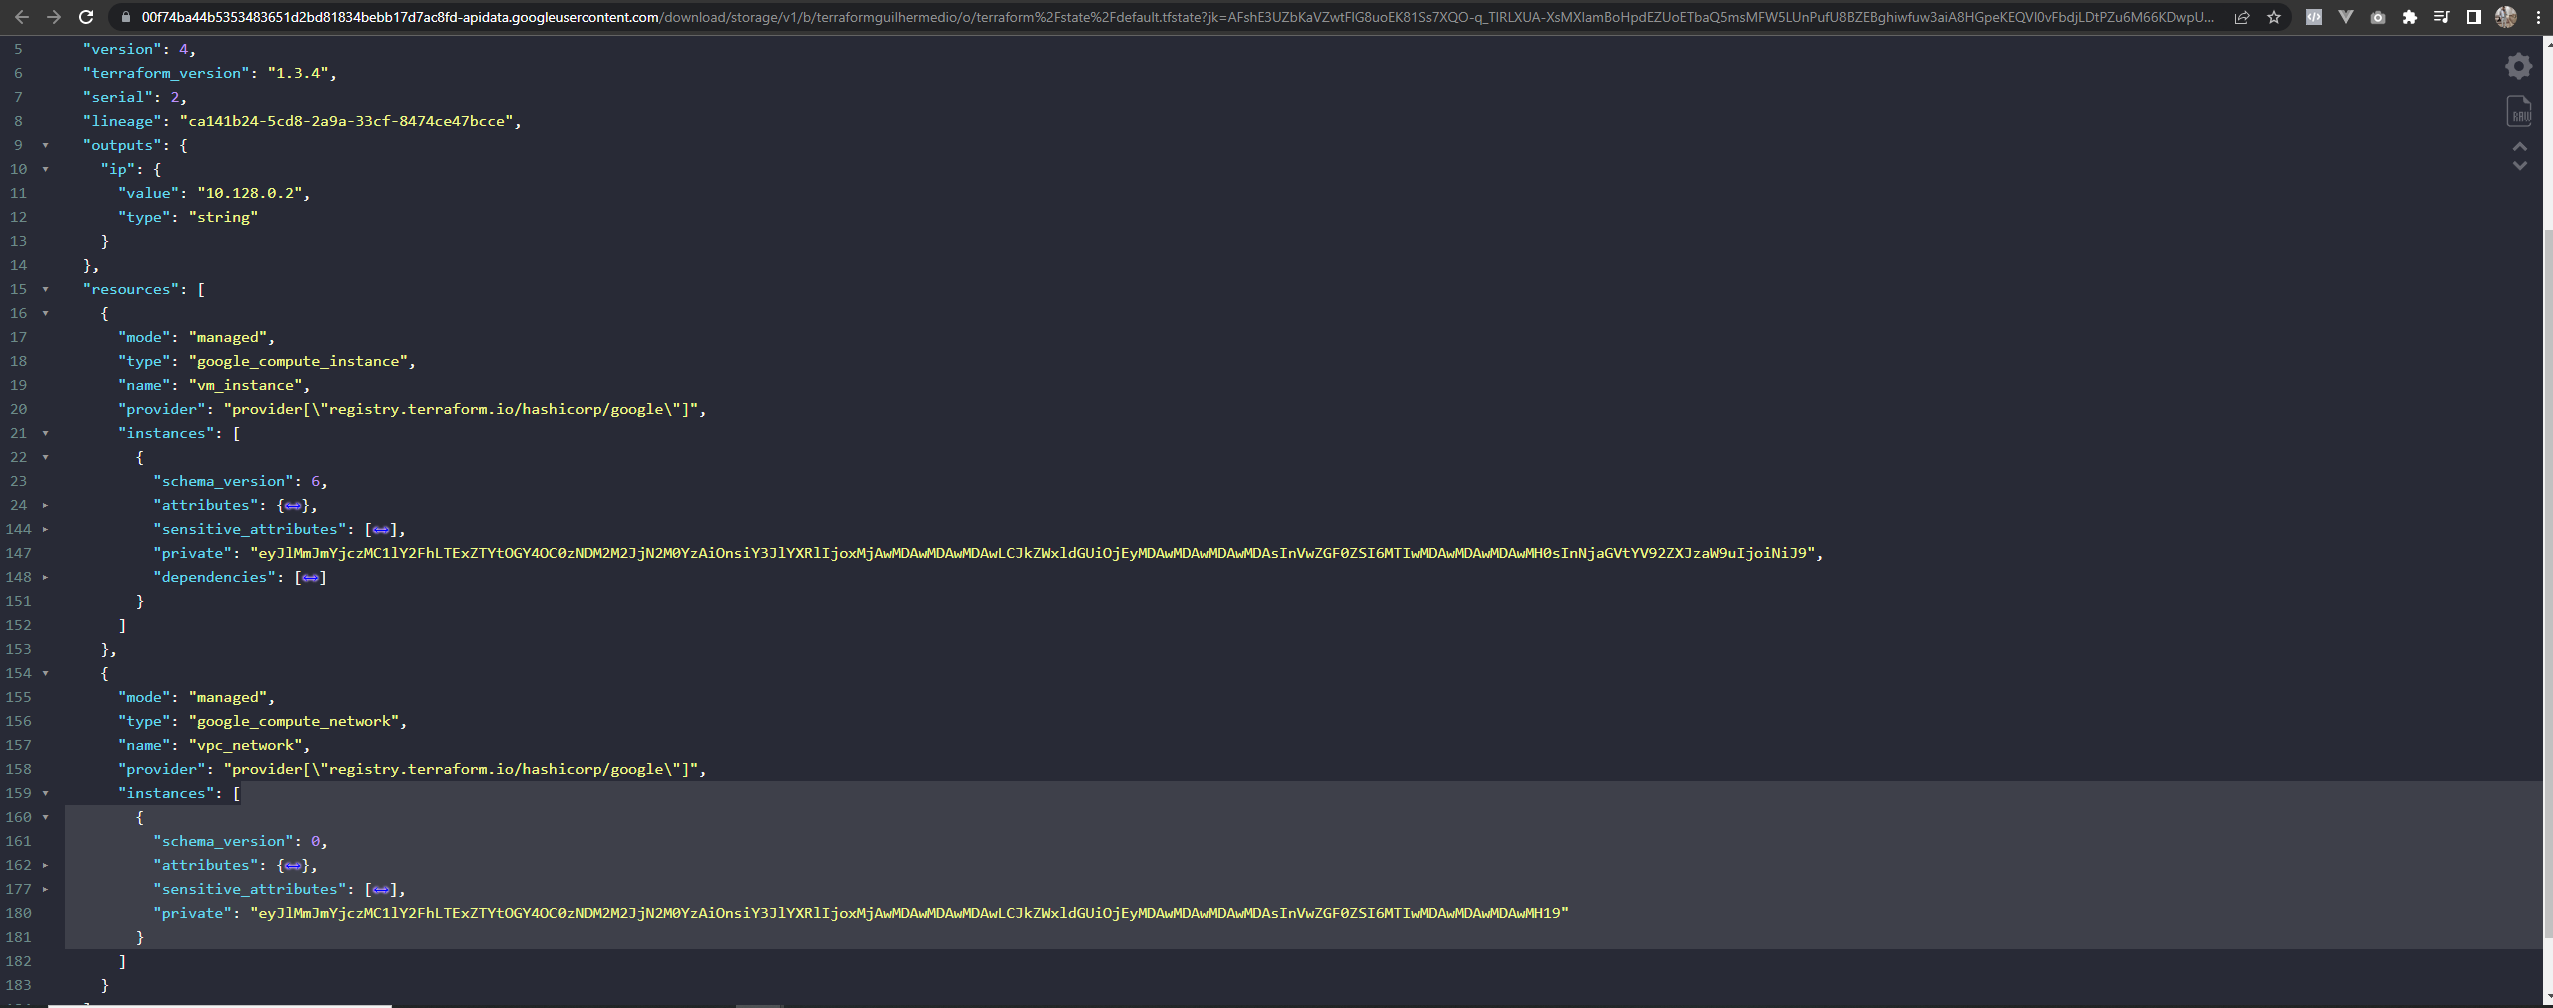 00f74ba44b5353483651d2bd81834bebb17d7ac8fd-apidata.googleusercontent.com/download/storage/v1/b/terraformguilhermedio/o/terraform%2Fstate%2Fdefault.tfstate?jk=AFshE3UZbKaVZwtFIG8uoEK81Ss7XQO-q_TIRLXUA-XsMXIamBoHpdEZUoETbaQ5msMFW5LUnPufU8BZEBghiwfuw3aiA8HGpeKEQVl0vFbdjLDtPZu6M66KDwpU...
RAW
5 "version": 4,
6 "terraform_version": "1.3.4",
7 "serial": 2,
8 "lineage": "ca141b24-5cd8-2a9a-33cf-8474ce47bcce",
9 "outputs": {
10 "ip": {
11 "value": "10.128.0.2",
12 "type": "string"
13 }
14 },
15 "resources": [
16 {
17 "mode": "managed",
18 "type": "google_compute_instance",
19 "name": "vm_instance",
20 "provider": "provider[\"registry.terraform.io/hashicorp/google\"]",
21 "instances": [
22 {
23 "schema_version": 6,
24 "attributes": {↔},
144 "sensitive_attributes": [↔],
147 "private": "eyJlMmJmYjczMC1lY2FhLTExZTYtOGY4OC0zNDM2M2JjN2M0YzAiOnsiY3JlYXRlIjoxMjAwMDAwMDAwMDAwLCJkZWxldGUiOjEyMDAwMDAwMDAwMDAsInVwZGF0ZSI6MTIwMDAwMDAwMDAwMH0sInNjaGVtYV92ZXJzaW9uIjoiNiJ9",
148 "dependencies": [↔]
151 }
152 ]
153 },
154 {
155 "mode": "managed",
156 "type": "google_compute_network",
157 "name": "vpc_network",
158 "provider": "provider[\"registry.terraform.io/hashicorp/google\"]",
159 "instances": [
160 {
161 "schema_version": 0,
162 "attributes": {↔},
177 "sensitive_attributes": [↔],
180 "private": "eyJlMmJmYjczMC1lY2FhLTExZTYtOGY4OC0zNDM2M2JjN2M0YzAiOnsiY3JlYXRlIjoxMjAwMDAwMDAwMDAwLCJkZWxldGUiOjEyMDAwMDAwMDAwMDAsInVwZGF0ZSI6MTIwMDAwMDAwMDAwMH19"
181 }
182 ]
183 }